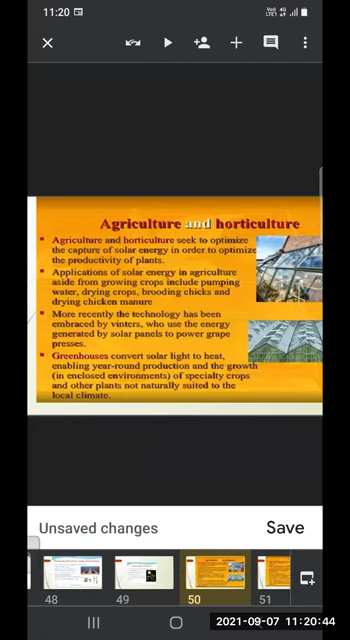 11:20
Vo)) 4G
LTE1
Agriculture and horticulture
Agriculture and horticulture seek to optimize
the capture of solar energy in order to optimize
the productivity of plants.
Applications of solar energy in agriculture
aside from growing crops include pumping
water, drying crops, brooding chicks and
drying chicken manure
More recently the technology has been
embraced by vinters, who use the energy
generated by solar panels to power grape
presses.
Greenhouses convert solar light to heat,
enabling year-round production and the growth
(in enclosed environments) of specialty crops
and other plants not naturally suited to the
local climate.
Unsaved changes
Save
48
49
50
51
2021-09-07 11:20:44